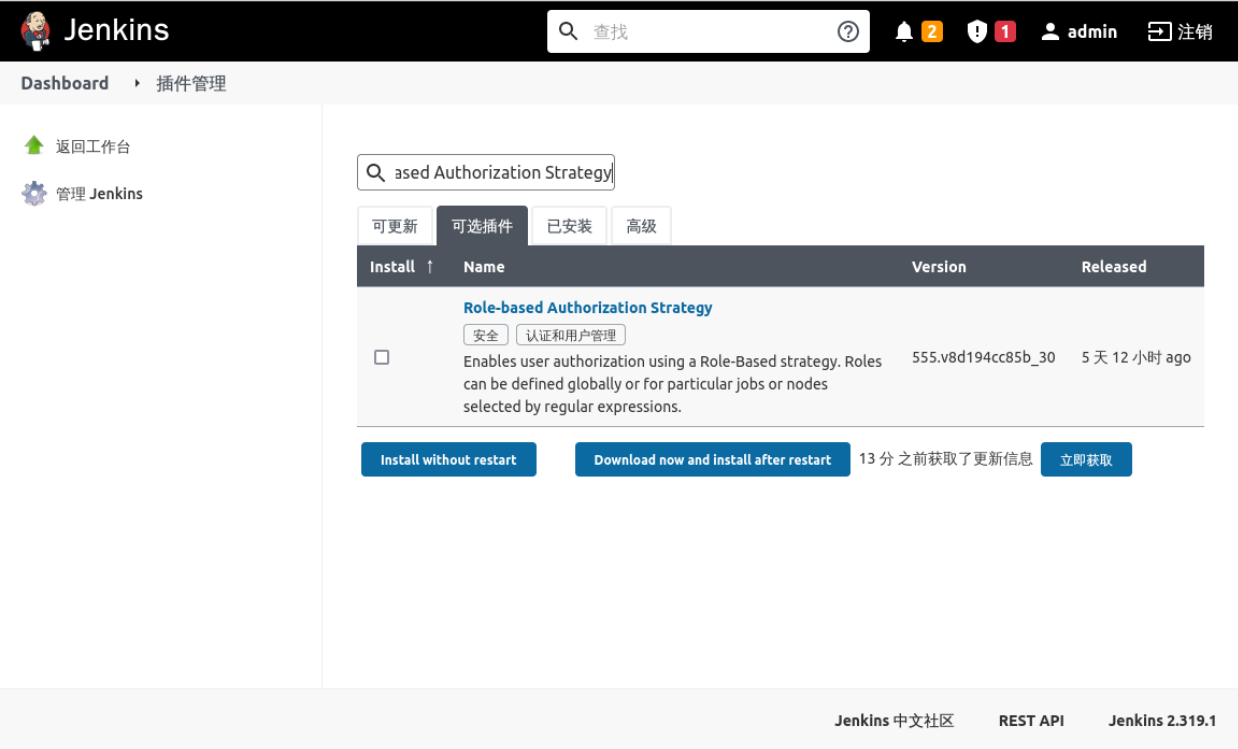 Jenkins
查找
2
1
admin
注销
Dashboard
插件管理
返回工作台
管理 Jenkins
ased Authorization Strategy
可更新
可选插件
已安装
高级
Install ↑
Name
Version
Released
Role-based Authorization Strategy
安全
认证和用户管理
Enables user authorization using a Role-Based strategy. Roles
can be defined globally or for particular jobs or nodes
selected by regular expressions.
555.v8d194cc85b_30
5 天 12 小时 ago
Install without restart
Download now and install after restart
13 分 之前获取了更新信息
立即获取
Jenkins 中文社区
REST API
Jenkins 2.319.1